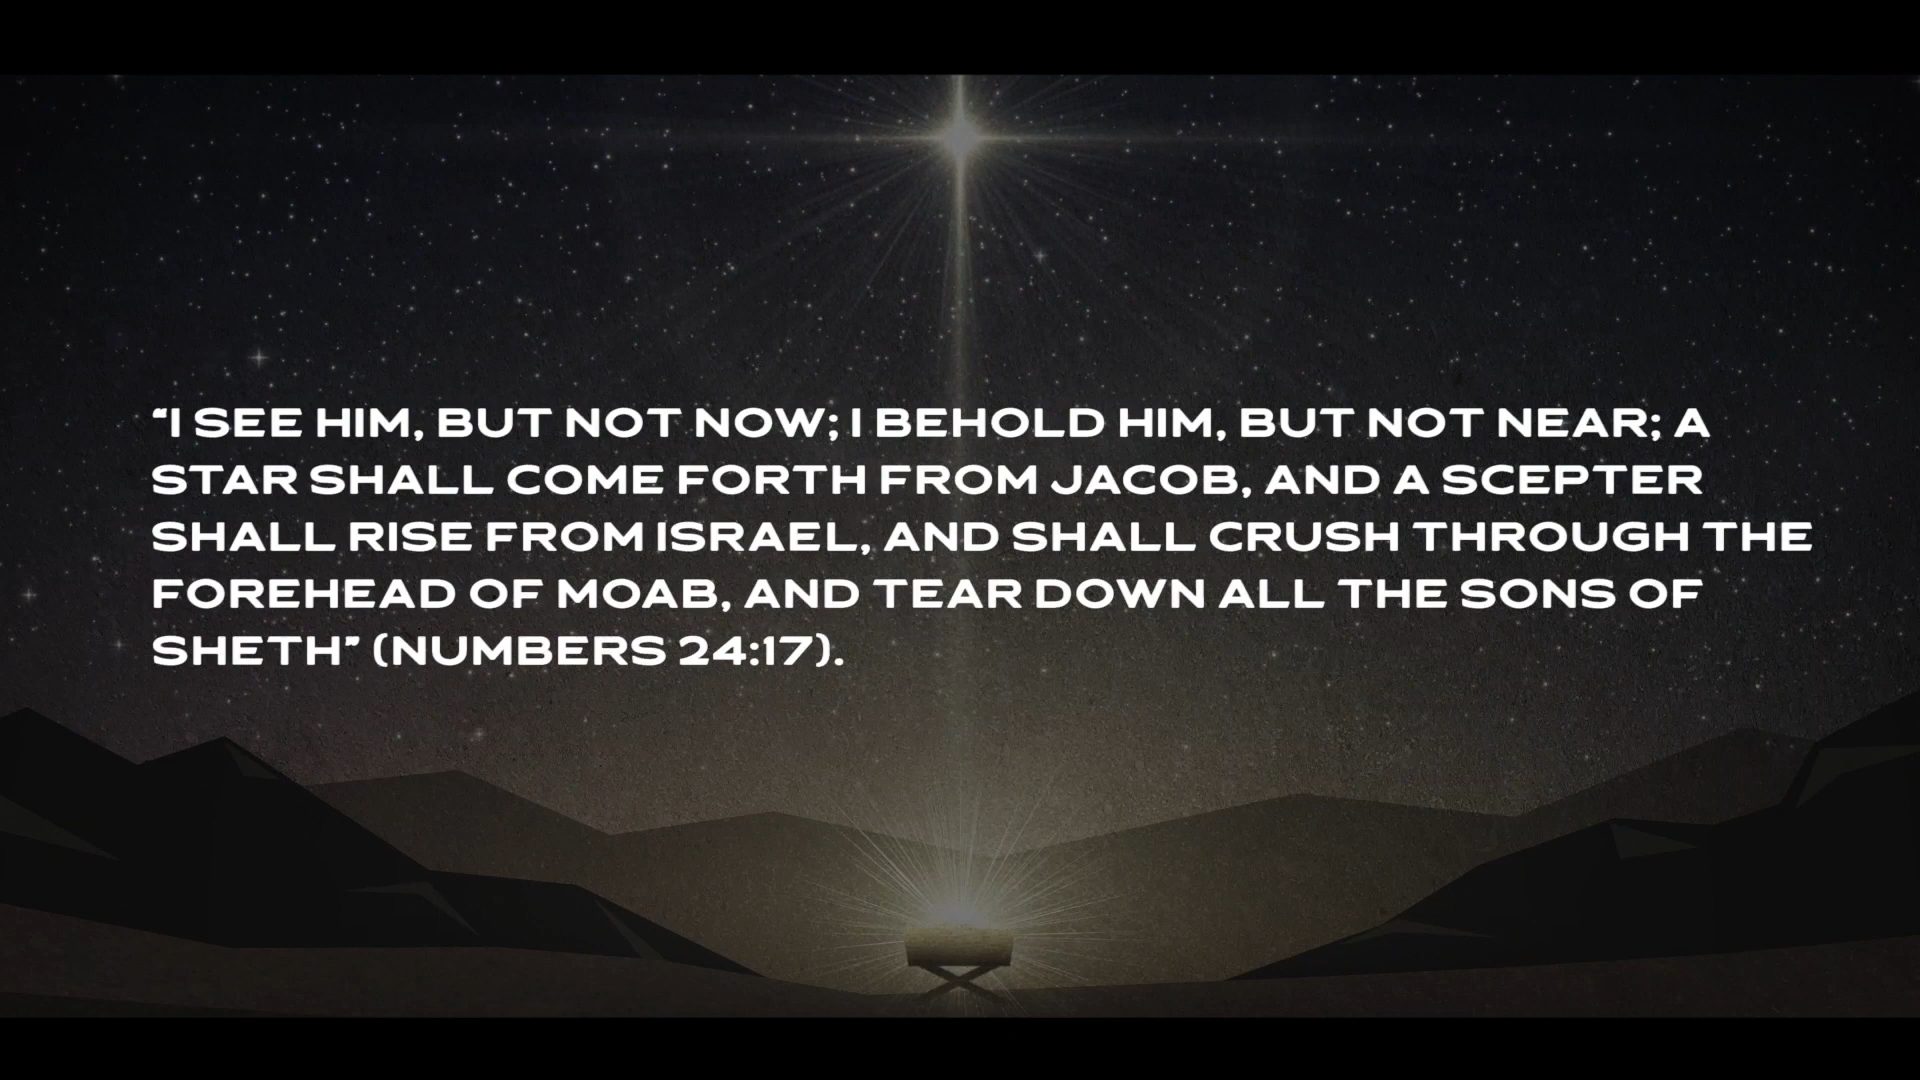 “I SEE HIM, BUT NOT NOW; I BEHOLD HIM, BUT NOT NEAR; A
STAR SHALL COME FORTH FROM JACOB, AND A SCEPTER
SHALL RISE FROM ISRAEL, AND SHALL CRUSH THROUGH THE
FOREHEAD OF MOAB, AND TEAR DOWN ALL THE SONS OF
SHETH” (NUMBERS 24:17).